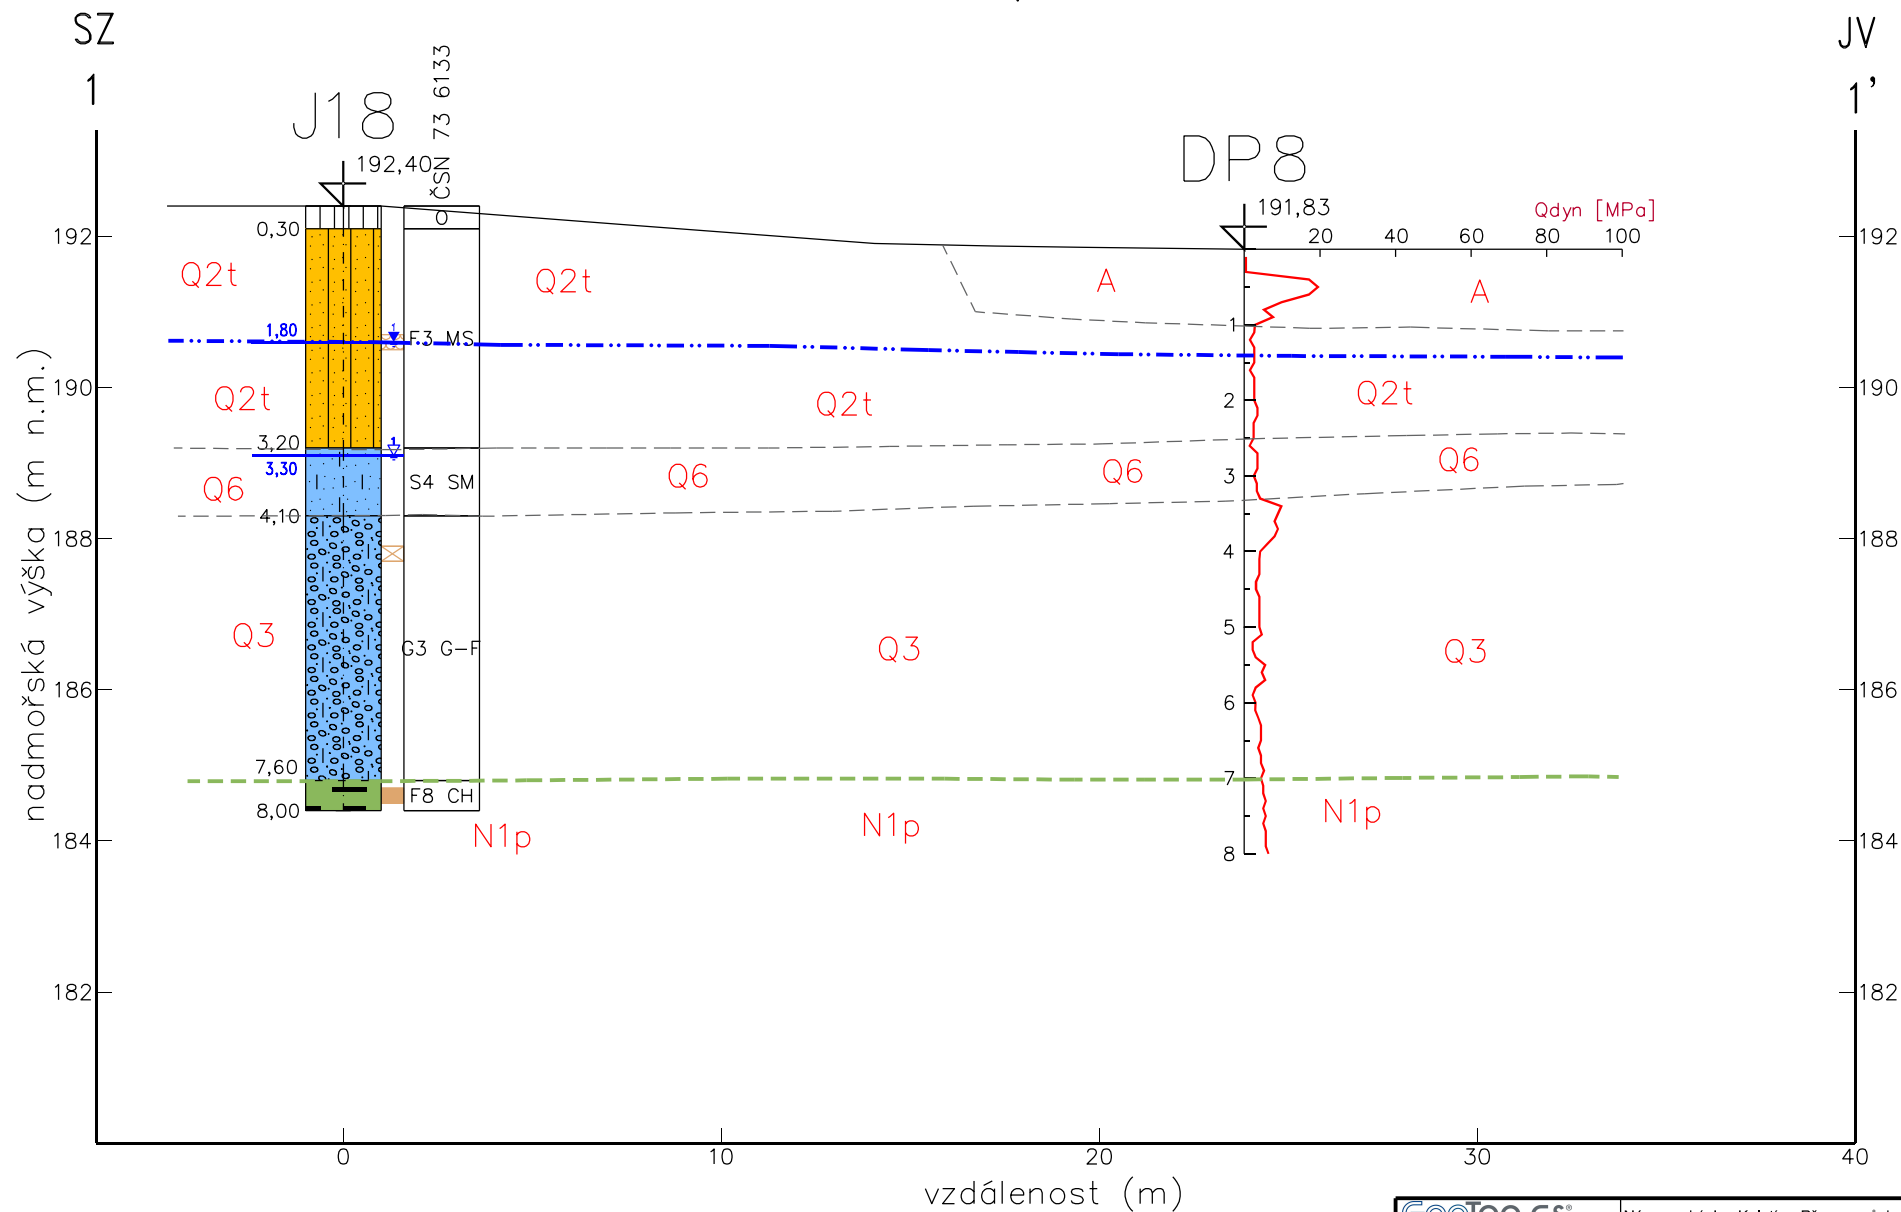 SZ
JV
1
1’
J18
ČSN 73 6133
192,40
DP8
191,83
Qdyn [MPa]
20 40 60 80 100
O
0,30
192
192
Q2t
Q2t
A
A
1,80
1
F3 MS
1
190
190
Q2t
Q2t
Q2t
2
3,20
1
3,30
Q6
S4 SM
Q6
Q6
Q6
3
4,10
188
188
4
Q3
G3 G-F
Q3
Q3
5
186
186
6
7,60
7
8,00
F8 CH
N1p
N1p
N1p
184
184
8
182
182
nadmořská výška (m n.m.)
0 10 20 30 40
vzdálenost (m)